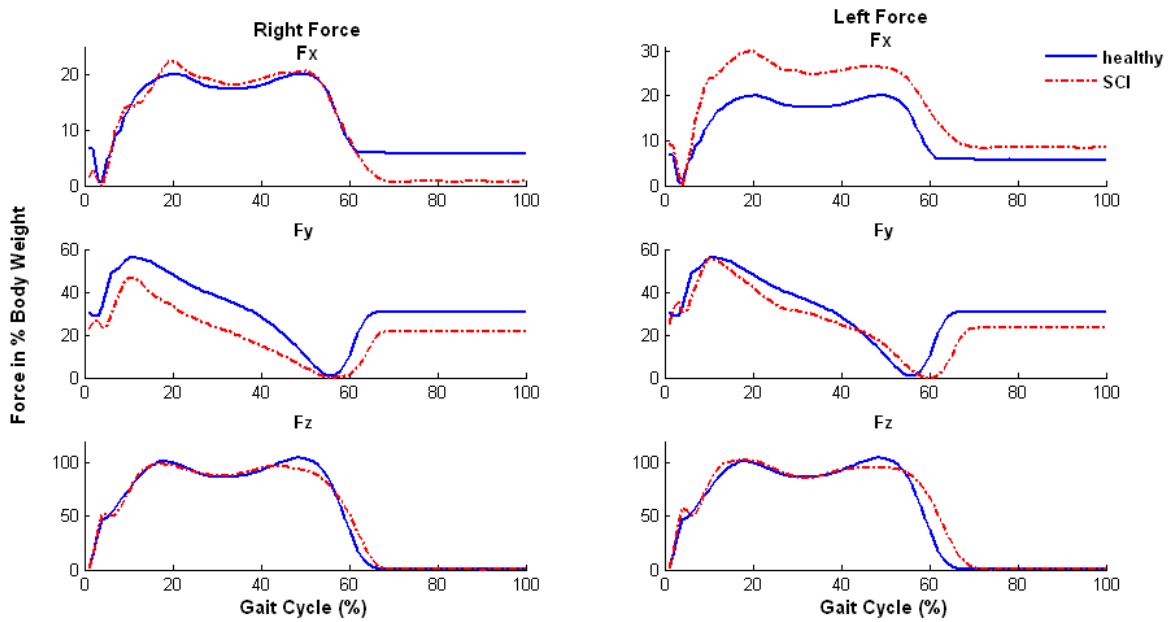 Right Force
Fx
20
10
0
0 20 40 60 80 100
Left Force
Fx
30
20
10
0
0 20 40 60 80 100
healthy
SCI
Force in % Body Weight
Fy
60
40
20
0
0 20 40 60 80 100
Fy
60
40
20
0
0 20 40 60 80 100
Fz
100
50
0
0 20 40 60 80 100
Gait Cycle (%)
Fz
100
50
0
0 20 40 60 80 100
Gait Cycle (%)